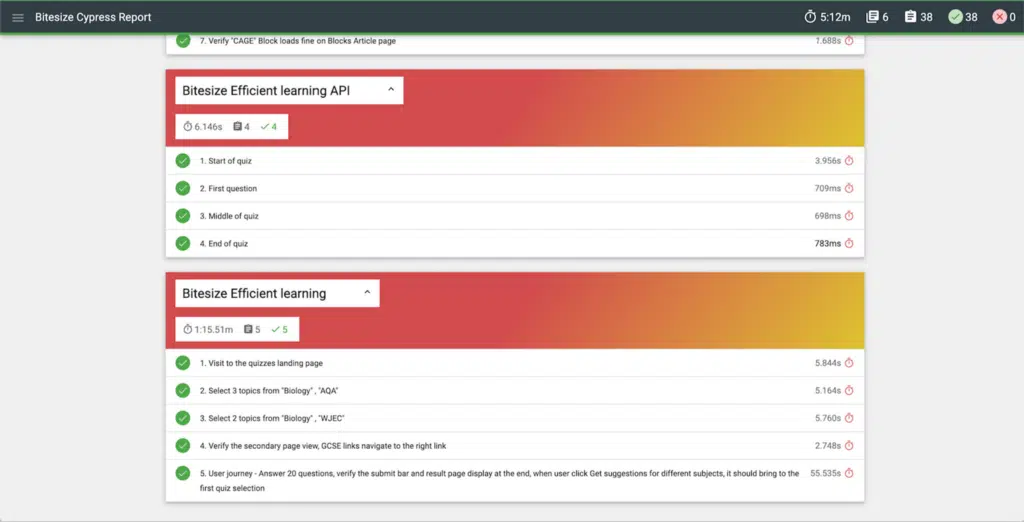 Bitesize Cypress Report 5:12m 6 38 38 0
7. Verify "CAGE" Block loads fine on Blocks Article page 1.688s
Bitesize Efficient learning API
6.146s 4 4
1. Start of quiz 3.956s
2. First question 709ms
3. Middle of quiz 698ms
4. End of quiz 783ms
Bitesize Efficient learning
1:15.51m 5 5
1. Visit to the quizzes landing page 5.844s
2. Select 3 topics from "Biology" , "AQA" 5.164s
3. Select 2 topics from "Biology" , "WJEC" 5.760s
4. Verify the secondary page view, GCSE links navigate to the right link 2.748s
5. User journey - Answer 20 questions, verify the submit bar and result page display at the end, when user click Get suggestions for different subjects, it should bring to the 55.535s
first quiz selection